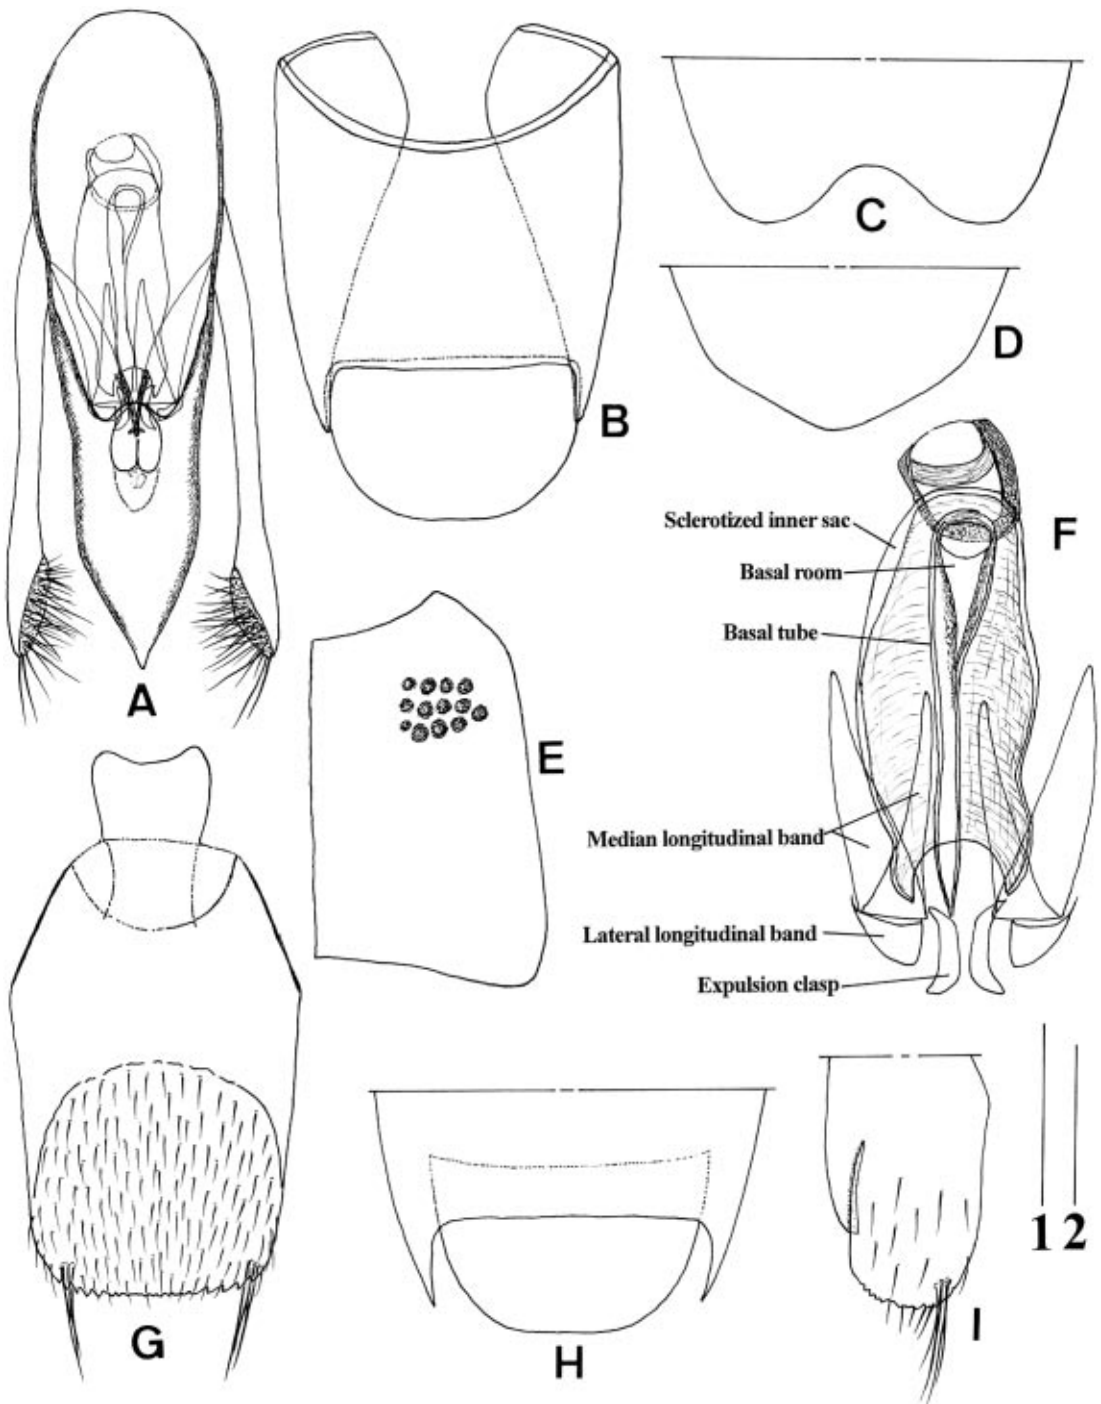 C
D
B
Sclerotized inner sac
F
Basal room
Basal tube
A
E
Median longitudinal band
Lateral longitudinal band
Expulsion clasp
1 2
G
H
I